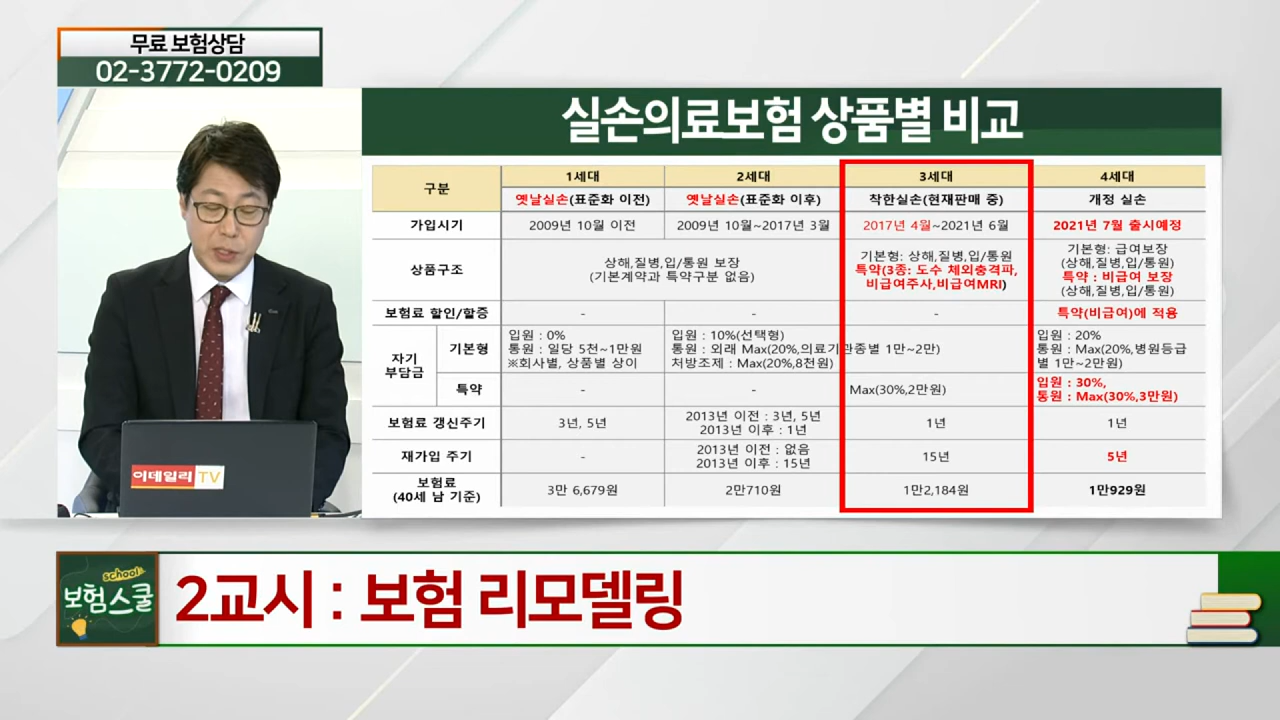 무료 보험상담
02-3772-0209
실손의료보험 상품별 비교
구분
1세대
2세대
3세대
4세대
옛날실손(표준화 이전)
옛날실손(표준화 이후)
착한실손(현재판매 중)
개정 실손
가입시기
2009년 10월 이전
2009년 10월~2017년 3월
2017년 4월~2021년 6월
2021년 7월 출시예정
상품구조
상해,질병,입/통원 보장
(기본계약과 특약구분 없음)
기본형: 상해,질병,입/통원
특약(3종: 도수 체외충격파,
비급여주사,비급여MRI)
기본형: 급여보장
(상해,질병,입/통원)
특약 : 비급여 보장
(상해,질병,입/통원)
보험료 할인/할증
-
-
-
특약(비급여)에 적용
자기
부담금
기본형
입원 : 0%
통원 : 일당 5천~1만원
※회사별, 상품별 상이
입원 : 10%(선택형)
통원 : 외래 Max(20%,의료기관종별 1만~2만)
처방조제 : Max(20%,8천원)
입원 : 20%
통원 : Max(20%,병원등급
별 1만~2만원)
특약
-
-
Max(30%,2만원)
입원 : 30%,
통원 : Max(30%,3만원)
보험료 갱신주기
3년, 5년
2013년 이전 : 3년, 5년
2013년 이후 : 1년
1년
1년
재가입 주기
-
2013년 이전 : 없음
2013년 이후 : 15년
15년
5년
보험료
(40세 남 기준)
3만 6,679원
2만710원
1만2,184원
1만929원
이데일리 TV
school
보험스쿨
2교시 : 보험 리모델링